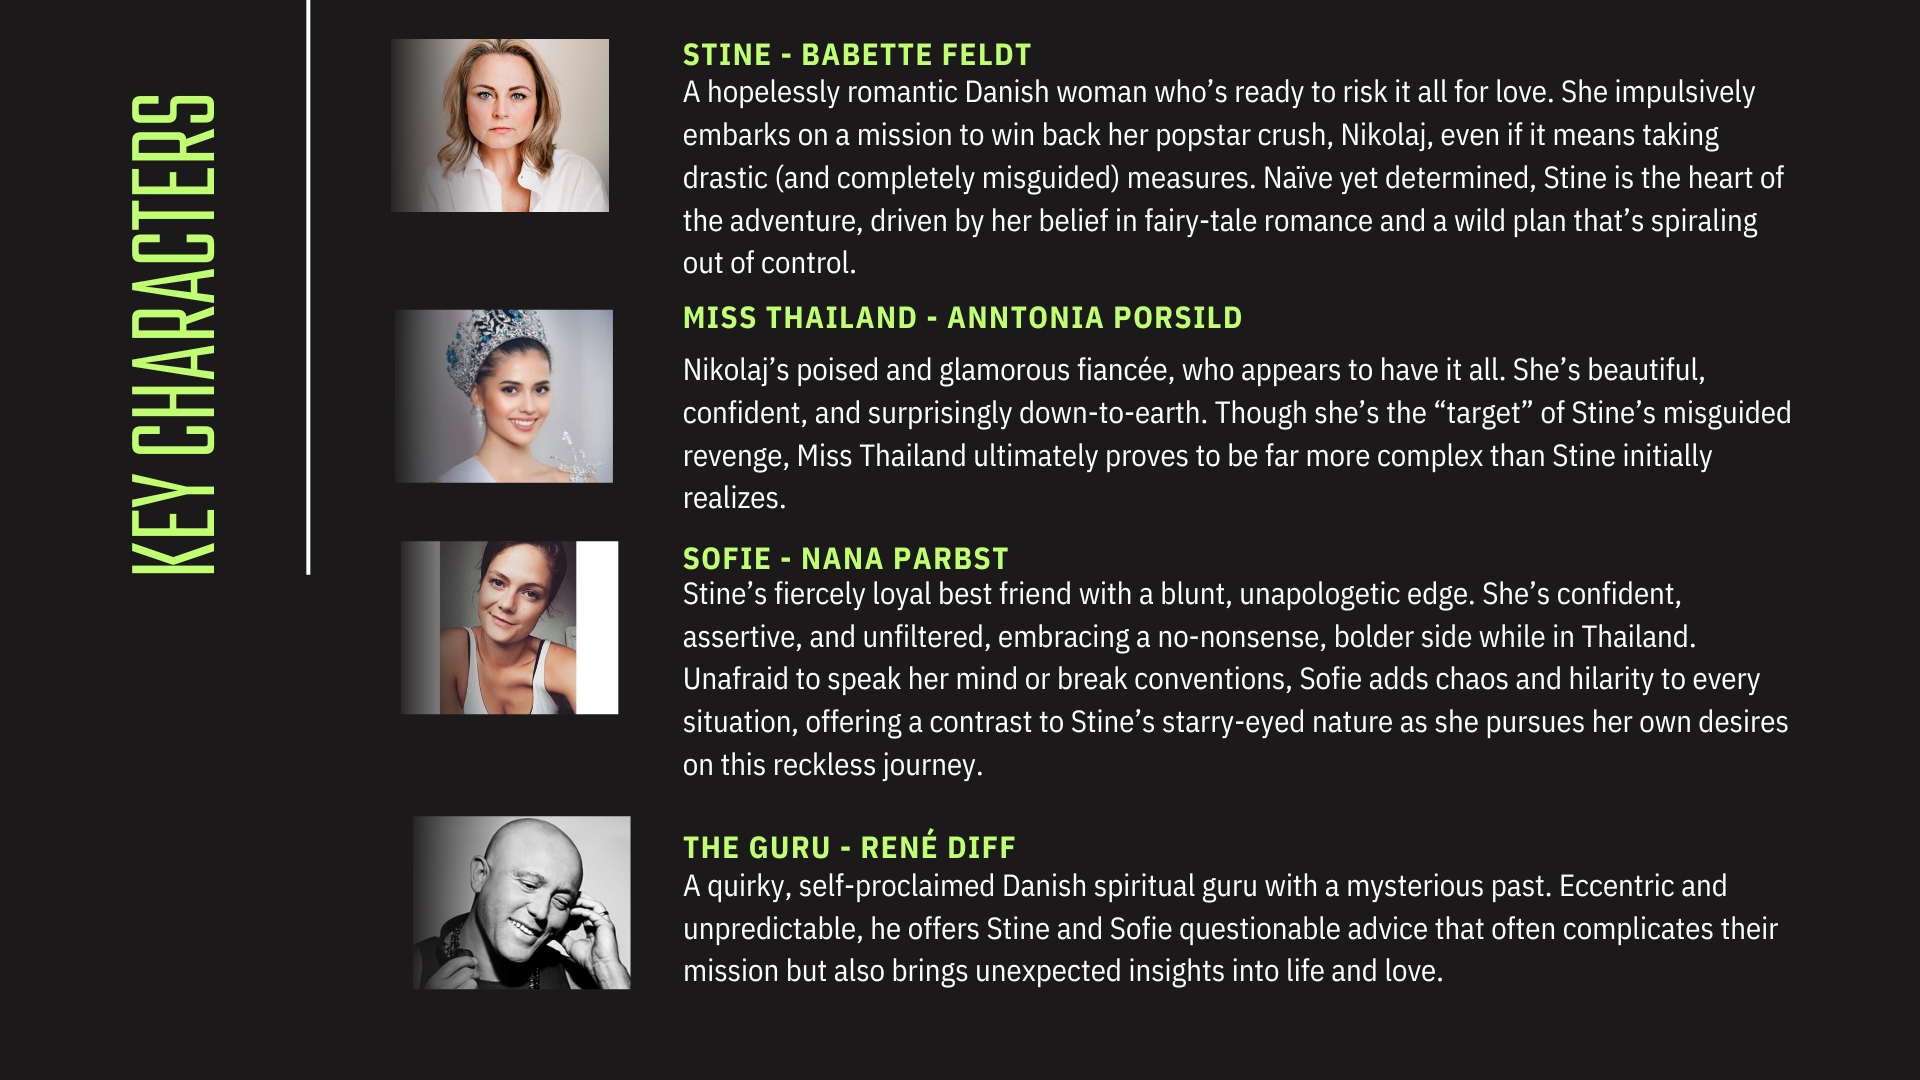 KEY CHARACTERS
STINE - BABETTE FELDT
A hopelessly romantic Danish woman who’s ready to risk it all for love. She impulsively
embarks on a mission to win back her popstar crush, Nikolaj, even if it means taking
drastic (and completely misguided) measures. Naïve yet determined, Stine is the heart of
the adventure, driven by her belief in fairy-tale romance and a wild plan that’s spiraling
out of control.
MISS THAILAND - ANNTONIA PORSILD
Nikolaj’s poised and glamorous fiancée, who appears to have it all. She’s beautiful,
confident, and surprisingly down-to-earth. Though she’s the “target” of Stine’s misguided
revenge, Miss Thailand ultimately proves to be far more complex than Stine initially
realizes.
SOFIE - NANA PARBST
Stine’s fiercely loyal best friend with a blunt, unapologetic edge. She’s confident,
assertive, and unfiltered, embracing a no-nonsense, bolder side while in Thailand.
Unafraid to speak her mind or break conventions, Sofie adds chaos and hilarity to every
situation, offering a contrast to Stine’s starry-eyed nature as she pursues her own desires
on this reckless journey.
THE GURU - RENÉ DIFF
A quirky, self-proclaimed Danish spiritual guru with a mysterious past. Eccentric and
unpredictable, he offers Stine and Sofie questionable advice that often complicates their
mission but also brings unexpected insights into life and love.